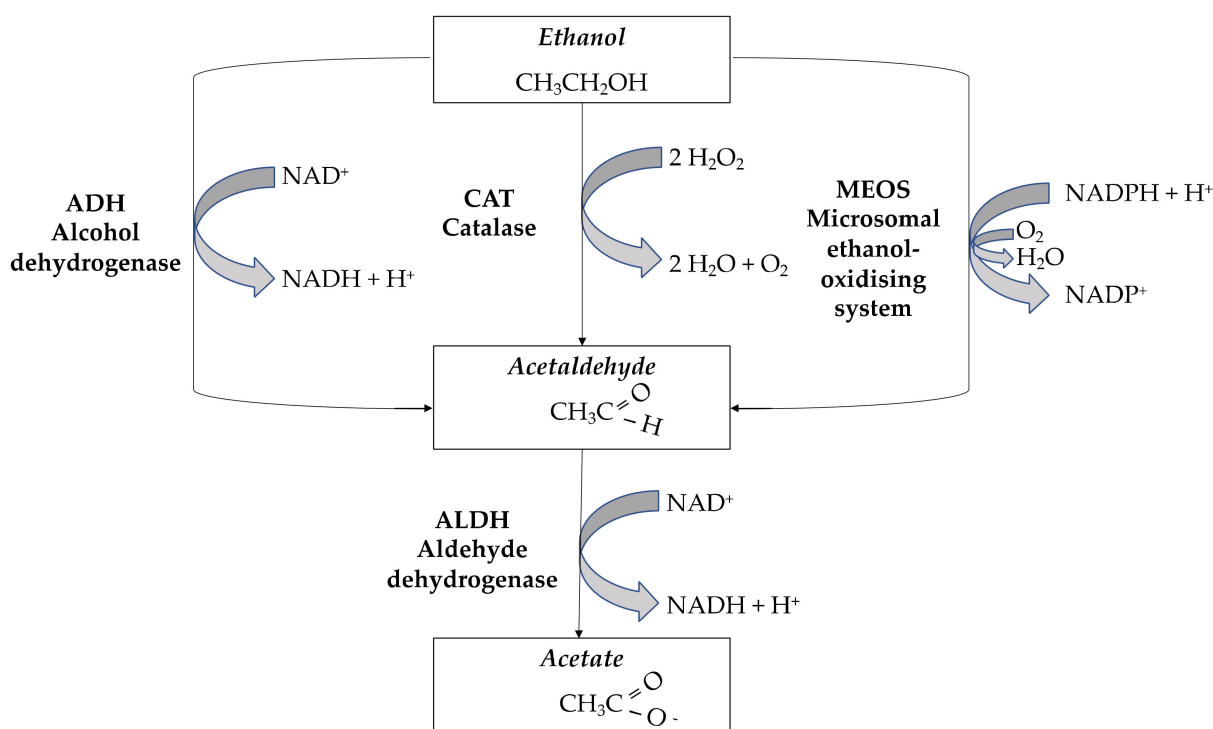 Ethanol
CH₃CH₂OH
ADH
Alcohol
dehydrogenase
NAD⁺
NADH + H⁺
CAT
Catalase
2 H₂O₂
2 H₂O + O₂
MEOS
Microsomal
ethanol-
oxidising
system
NADPH + H⁺
O₂
H₂O
NADP⁺
Acetaldehyde
CH₃C
O
H
ALDH
Aldehyde
dehydrogenase
NAD⁺
NADH + H⁺
Acetate
CH₃C
O
O -